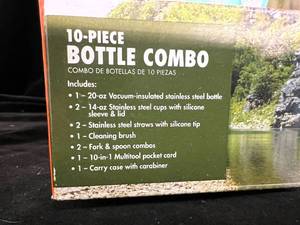 10-PIECE
BOTTLE COMBO
COMBO DE BOTELLAS DE 10 PIEZAS
Includes:
• 1 – 20-oz Vacuum-insulated stainless steel bottle
• 2 – 14-oz Stainless steel cups with silicone
sleeve & lid
• 2 – Stainless steel straws with silicone tip
• 1 – Cleaning brush
• 2 – Fork & spoon combos
• 1 – 10-in-1 Multitool pocket card
• 1 – Carry case with carabiner